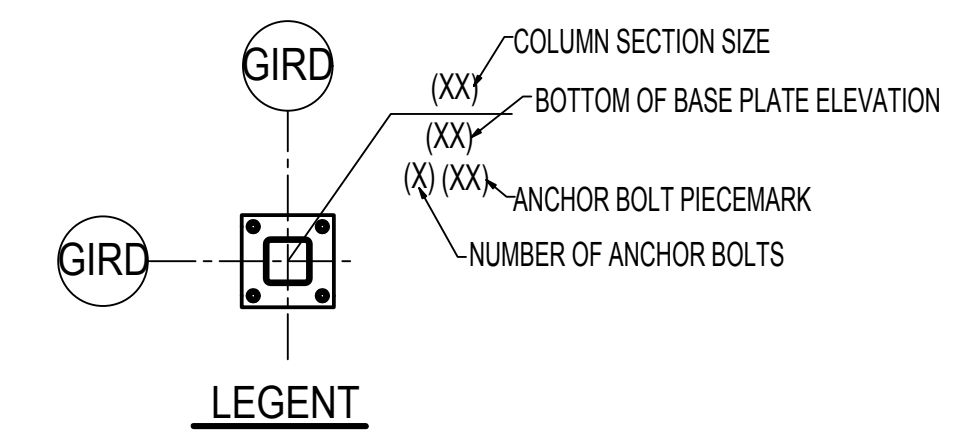 GIRD
COLUMN SECTION SIZE
(XX)
BOTTOM OF BASE PLATE ELEVATION
(XX)
(X) (XX)
ANCHOR BOLT PIECEMARK
NUMBER OF ANCHOR BOLTS
GIRD
LEGENT